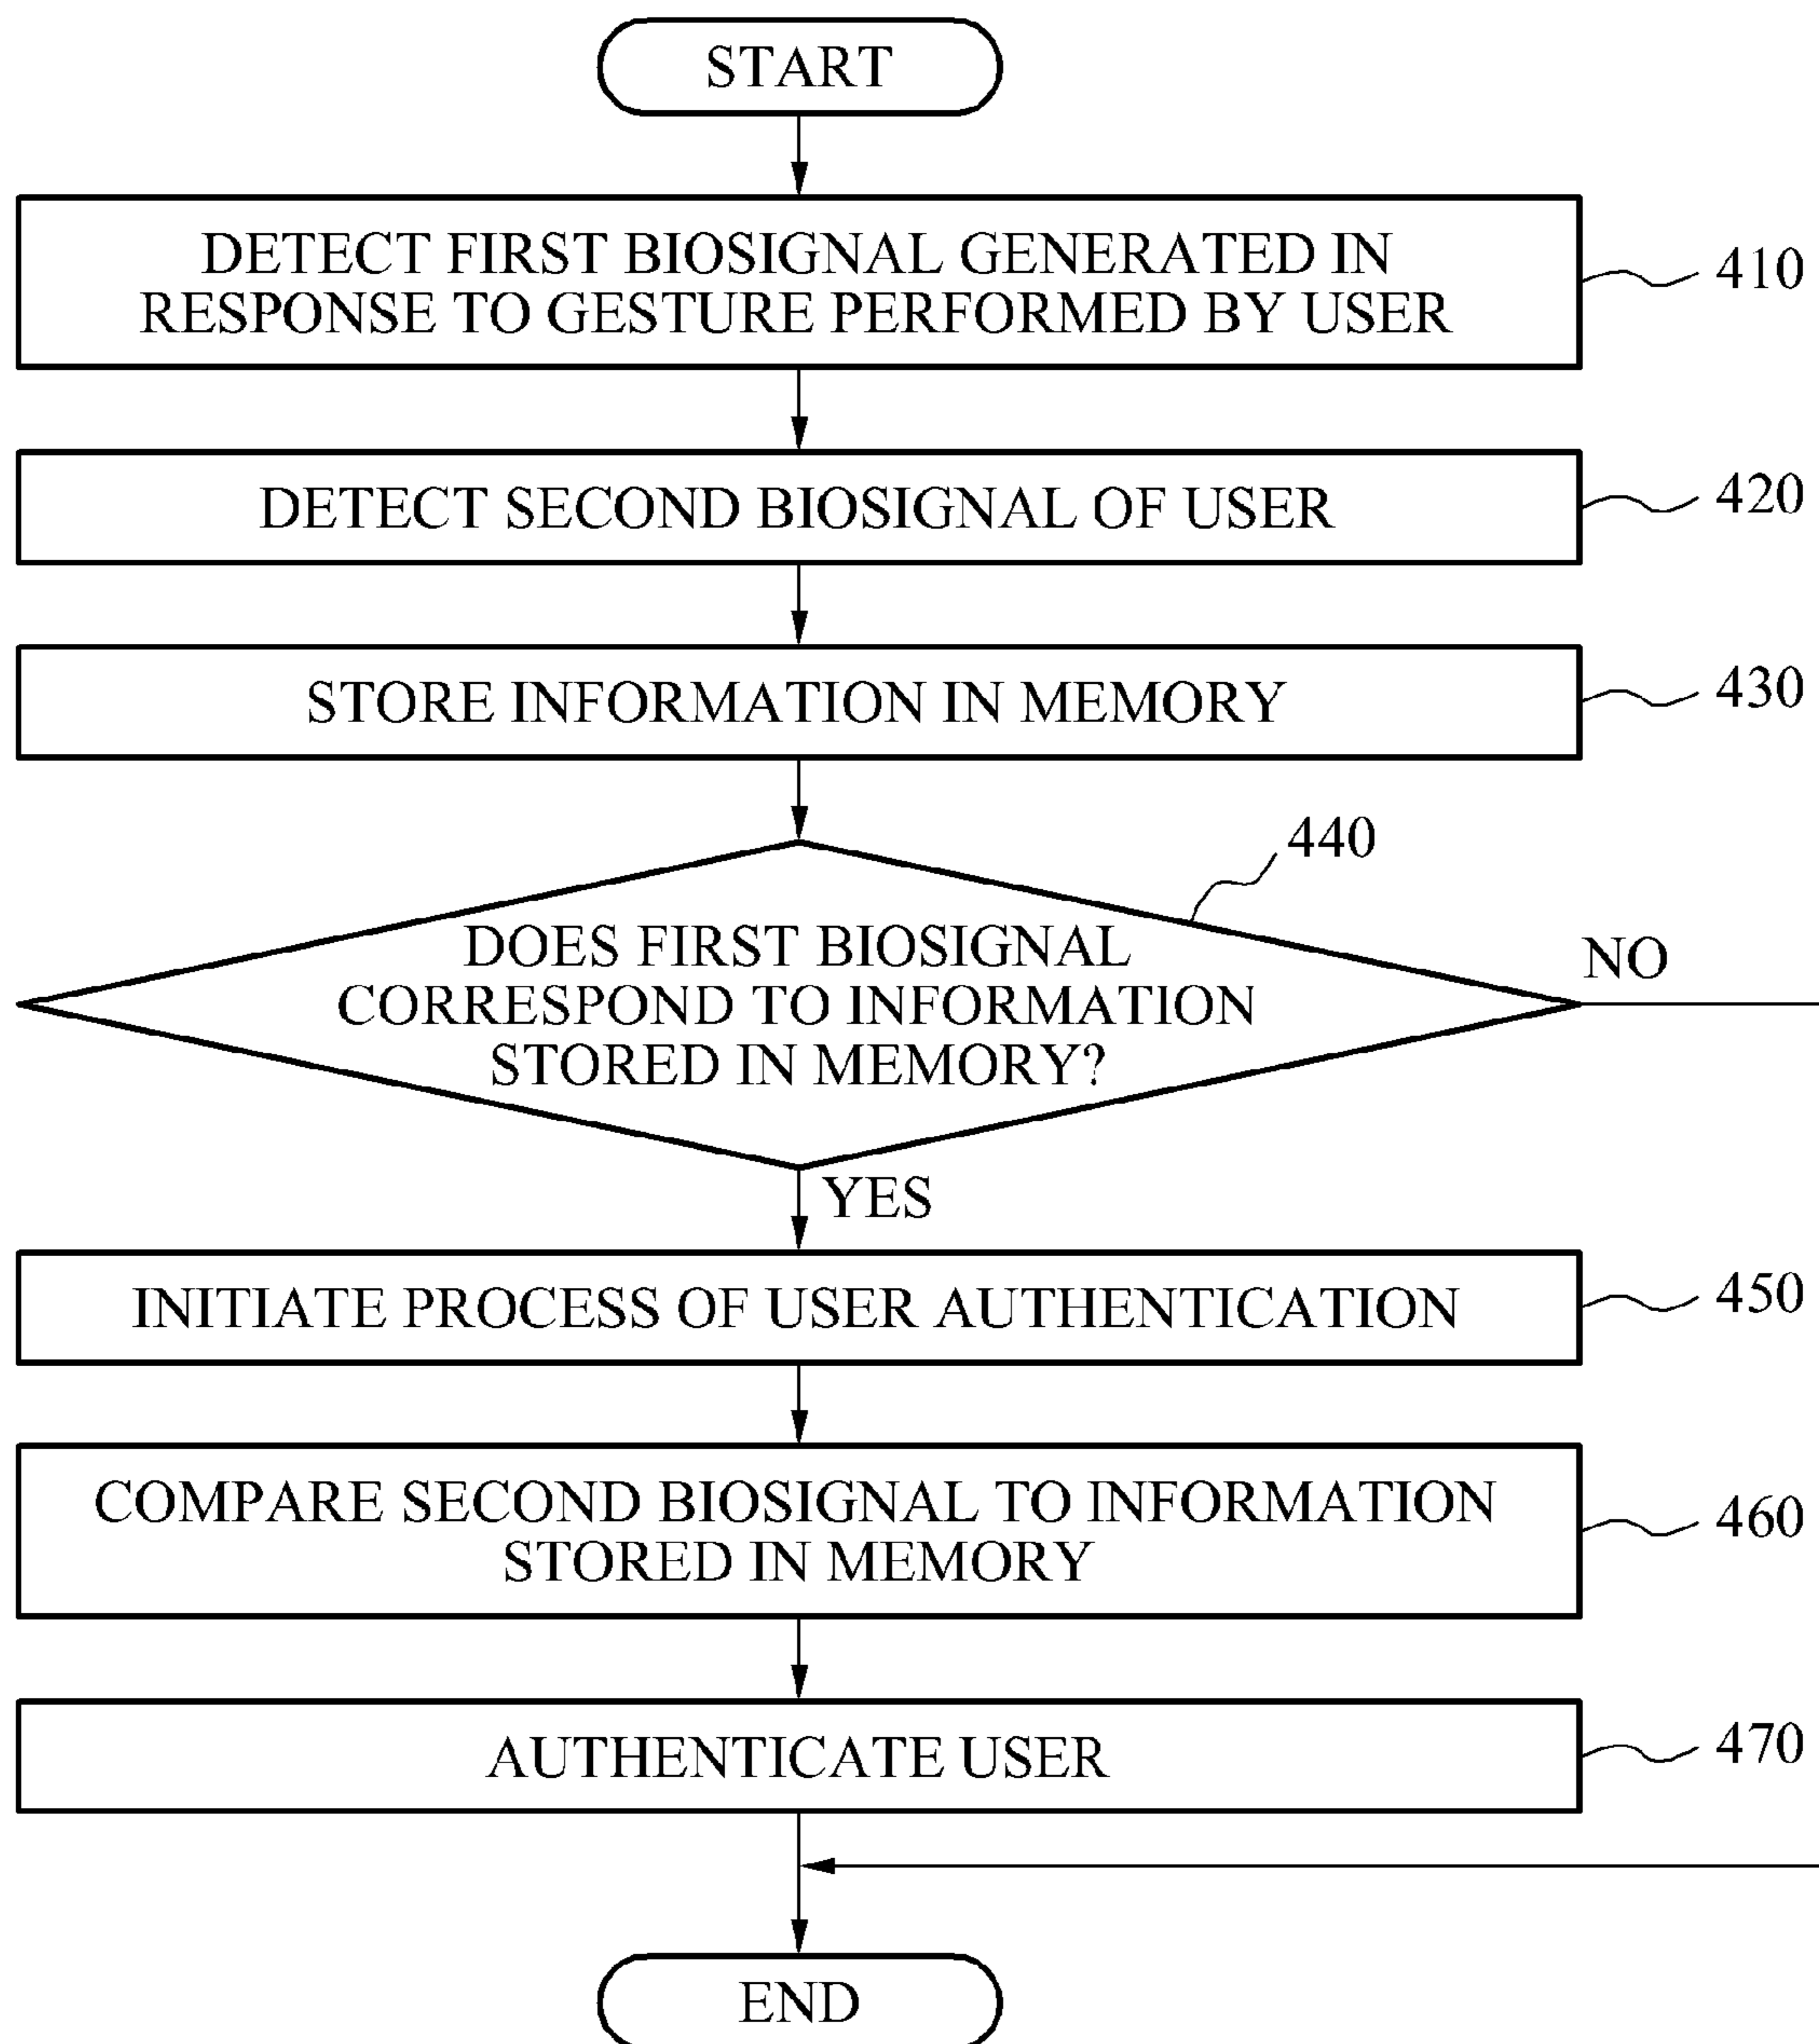 START
DETECT FIRST BIOSIGNAL GENERATED IN
RESPONSE TO GESTURE PERFORMED BY USER
410
DETECT SECOND BIOSIGNAL OF USER
420
STORE INFORMATION IN MEMORY
430
440
DOES FIRST BIOSIGNAL
CORRESPOND TO INFORMATION
STORED IN MEMORY?
NO
YES
INITIATE PROCESS OF USER AUTHENTICATION
450
COMPARE SECOND BIOSIGNAL TO INFORMATION
STORED IN MEMORY
460
AUTHENTICATE USER
470
END